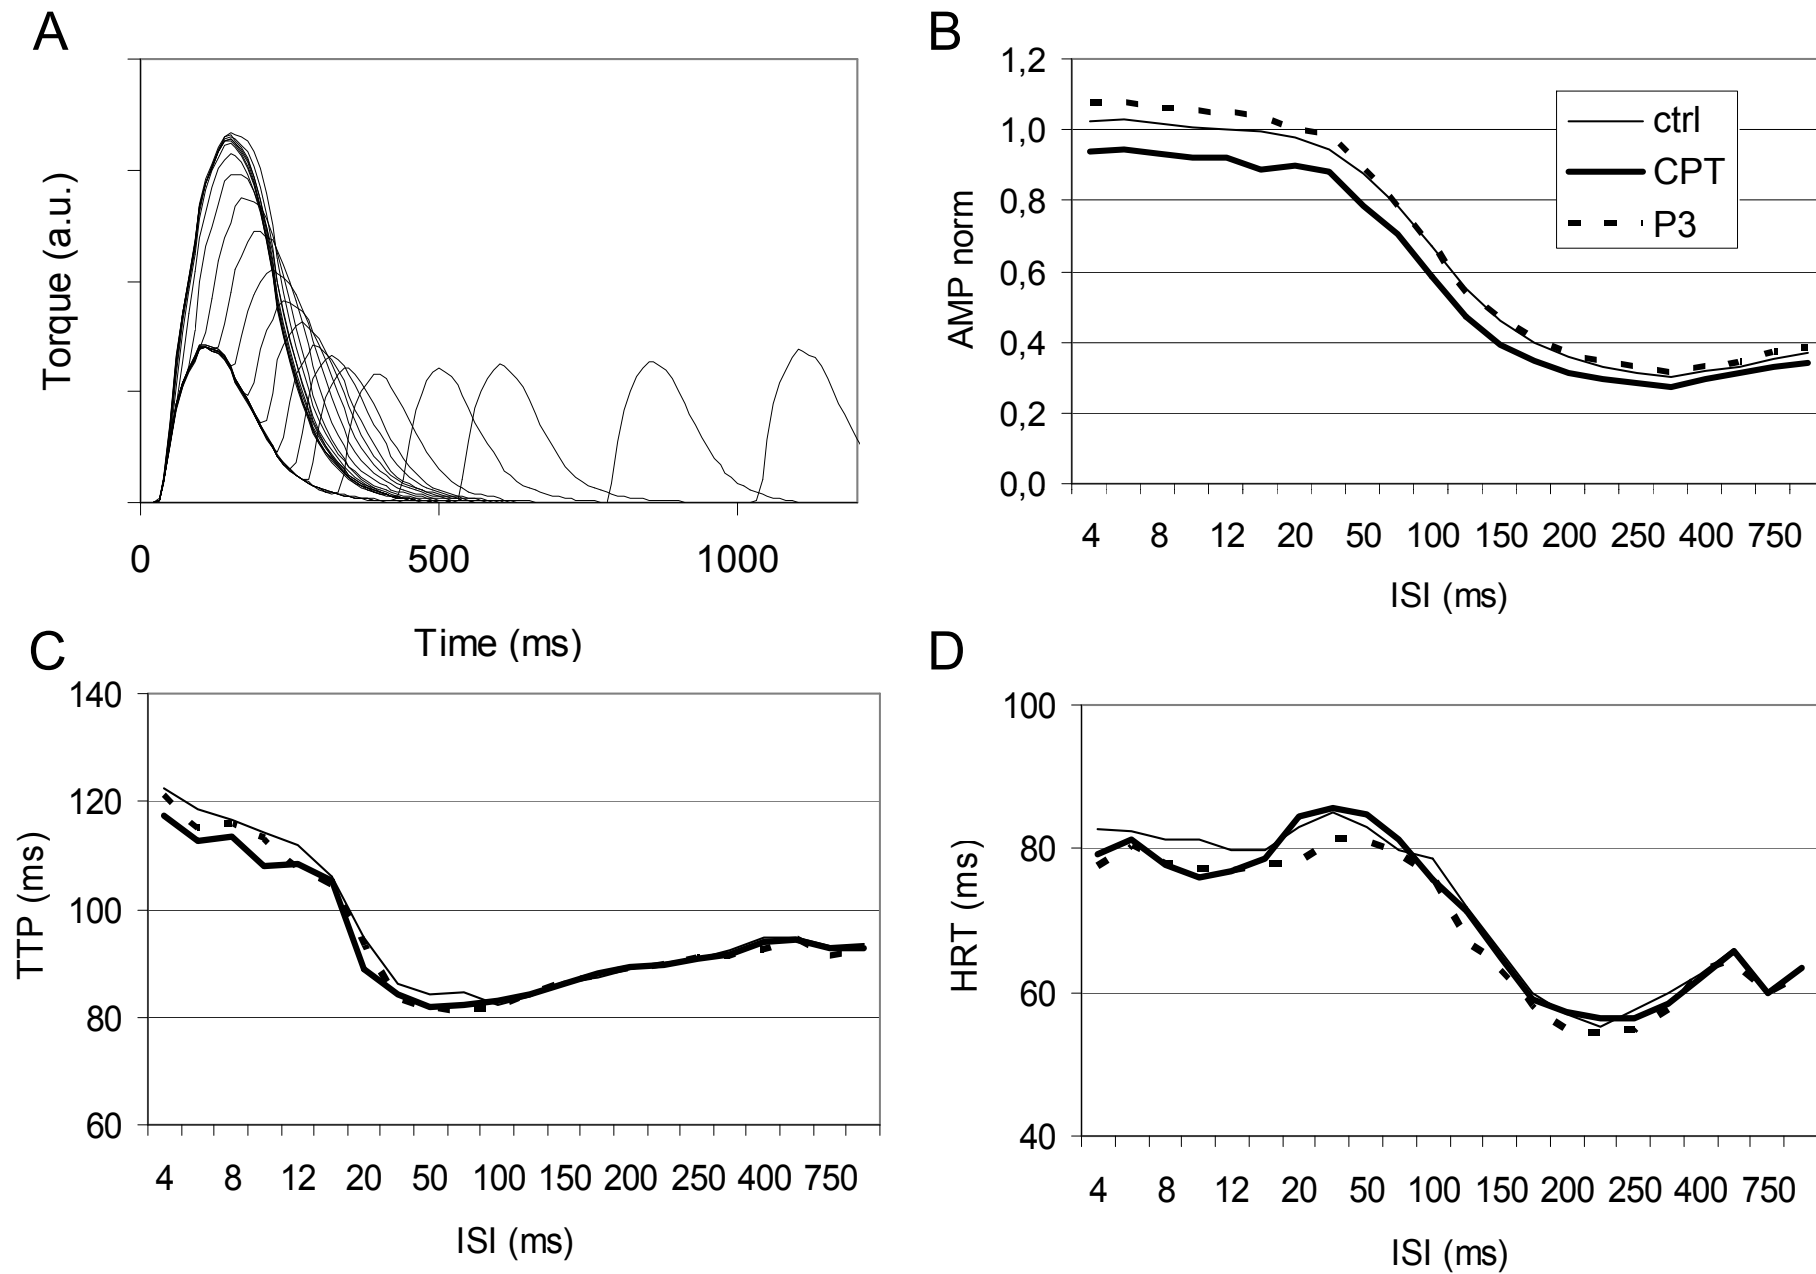 A
Torque (a.u.)
0 500 1000
Time (ms)
B
1,2
1,0
0,8
0,6
0,4
0,2
0,0
AMP norm
ctrl
CPT
P3
4 8 12 20 50 100 150 200 250 400 750
ISI (ms)
C
140
120
100
80
60
TTP (ms)
4 8 12 20 50 100 150 200 250 400 750
ISI (ms)
D
100
80
60
40
HRT (ms)
4 8 12 20 50 100 150 200 250 400 750
ISI (ms)